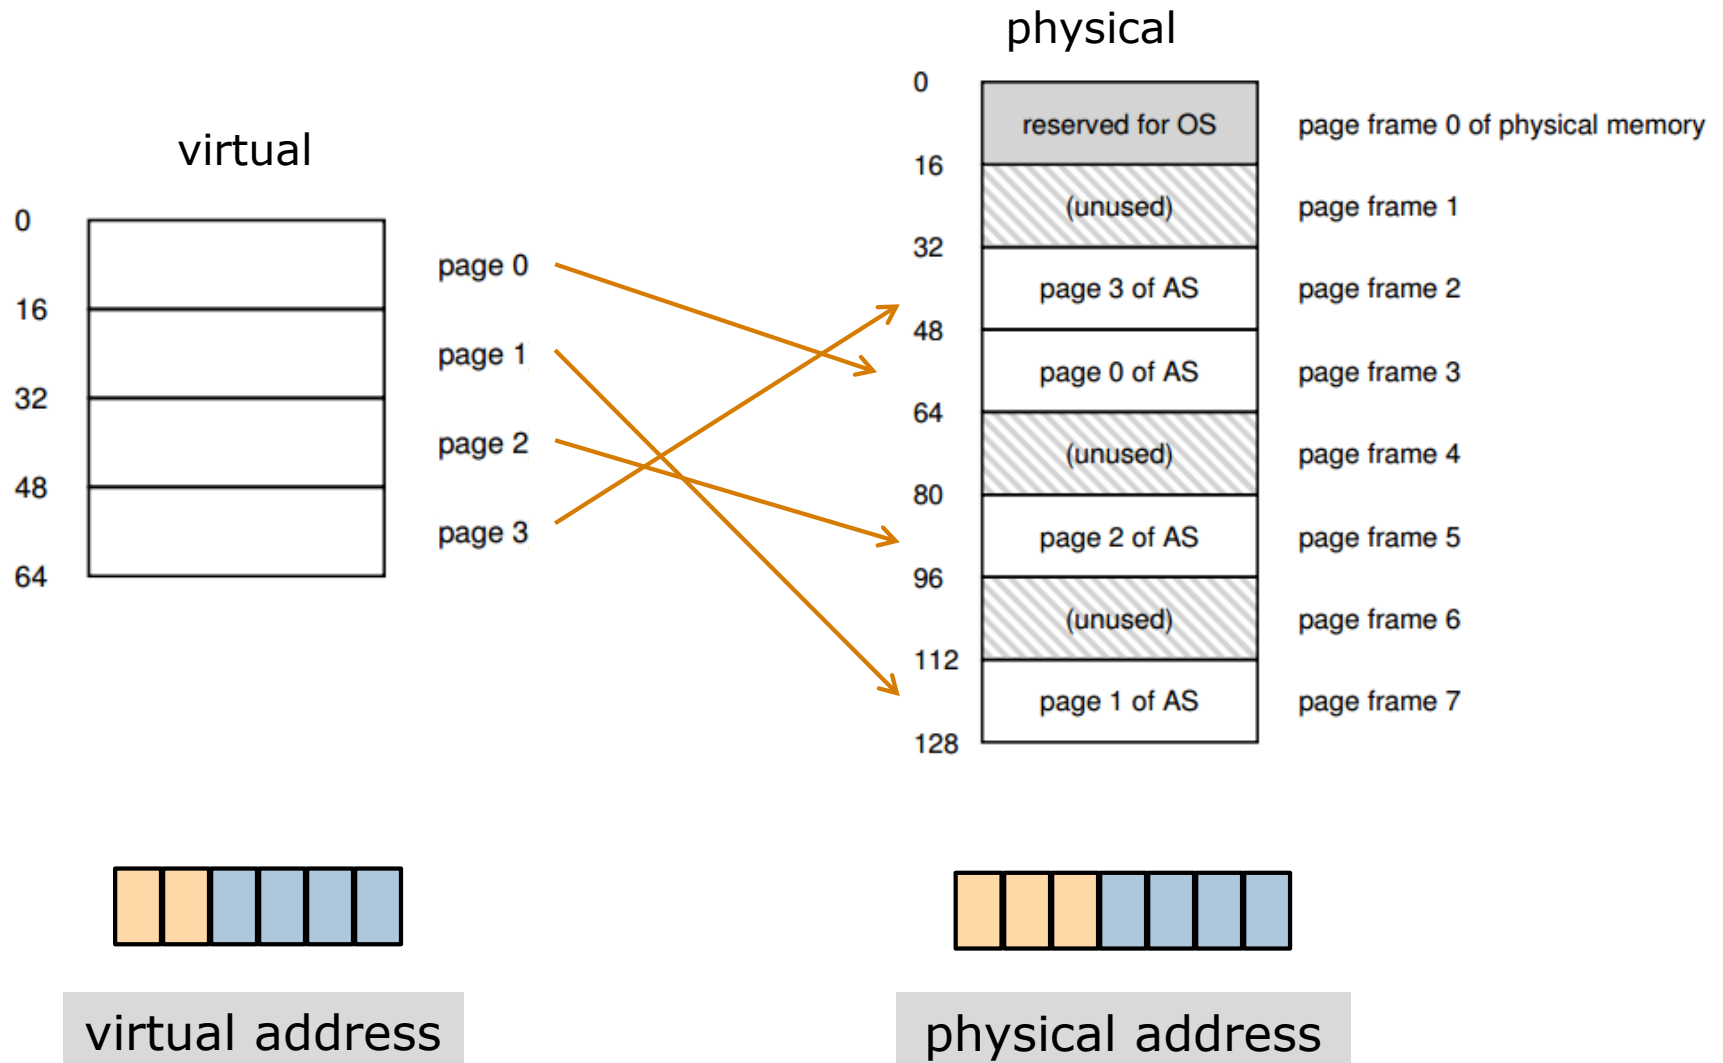 virtual
0
16
32
48
64
page 0
page 1
page 2
page 3
physical
0
16
32
48
64
80
96
112
128
reserved for OS
(unused)
page 3 of AS
page 0 of AS
(unused)
page 2 of AS
(unused)
page 1 of AS
page frame 0 of physical memory
page frame 1
page frame 2
page frame 3
page frame 4
page frame 5
page frame 6
page frame 7
virtual address
physical address